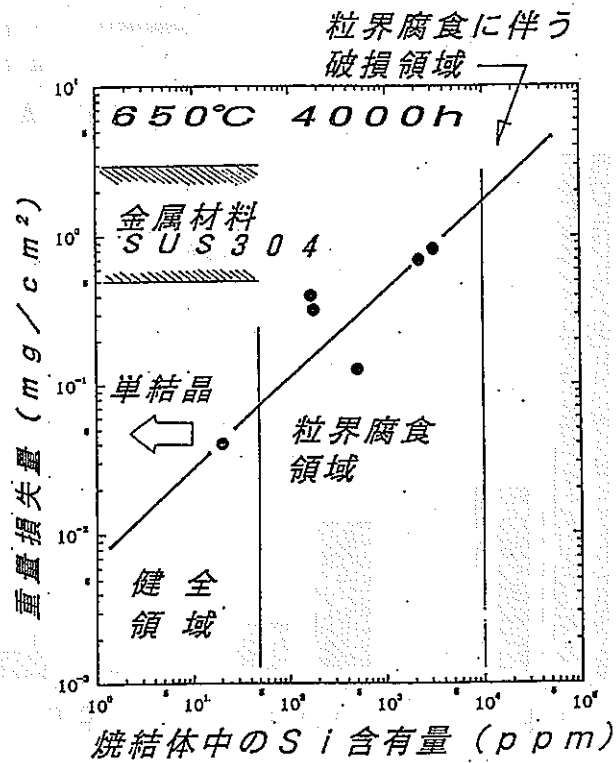 粒界腐食に伴う
破損領域
650℃ 4000h
金属材料
SUS304
単結晶
粒界腐食
領域
健全
領域
重量損失量(mg/cm²)
10¹
10⁰
10⁻¹
10⁻²
10⁻³
10⁰ 10¹ 10² 10³ 10⁴ 10⁵
焼結体中のSi含有量(ppm)